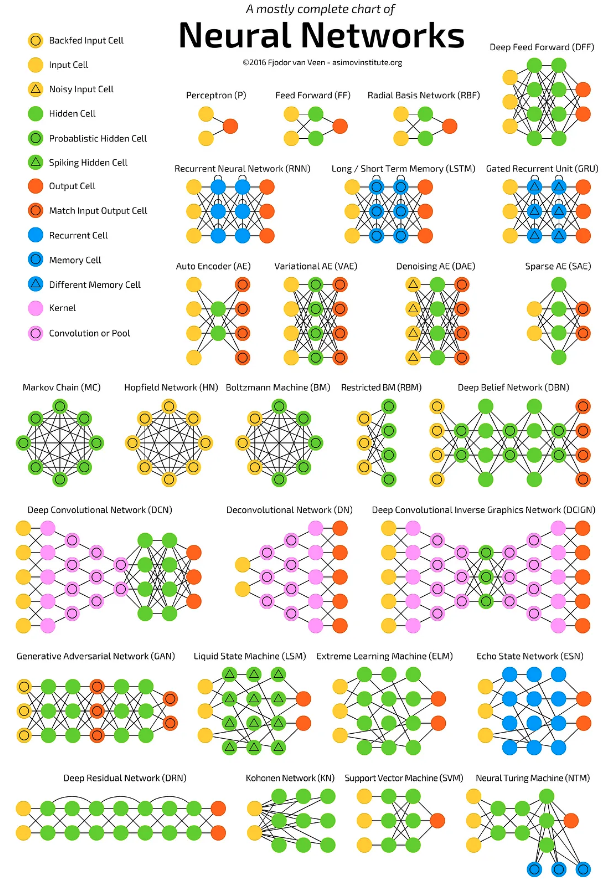 A mostly complete chart of
Neural Networks
©2016 Fjodor van Veen - asimovinstitute.org
Backfed Input Cell
Input Cell
Noisy Input Cell
Hidden Cell
Probablistic Hidden Cell
Spiking Hidden Cell
Output Cell
Match Input Output Cell
Recurrent Cell
Memory Cell
Different Memory Cell
Kernel
Convolution or Pool
Deep Feed Forward (DFF)
Perceptron (P)
Feed Forward (FF)
Radial Basis Network (RBF)
Recurrent Neural Network (RNN)
Long / Short Term Memory (LSTM)
Gated Recurrent Unit (GRU)
Auto Encoder (AE)
Variational AE (VAE)
Denoising AE (DAE)
Sparse AE (SAE)
Markov Chain (MC)
Hopfield Network (HN)
Boltzmann Machine (BM)
Restricted BM (RBM)
Deep Belief Network (DBN)
Deep Convolutional Network (DCN)
Deconvolutional Network (DN)
Deep Convolutional Inverse Graphics Network (DCIGN)
Generative Adversarial Network (GAN)
Liquid State Machine (LSM)
Extreme Learning Machine (ELM)
Echo State Network (ESN)
Deep Residual Network (DRN)
Kohonen Network (KN)
Support Vector Machine (SVM)
Neural Turing Machine (NTM)